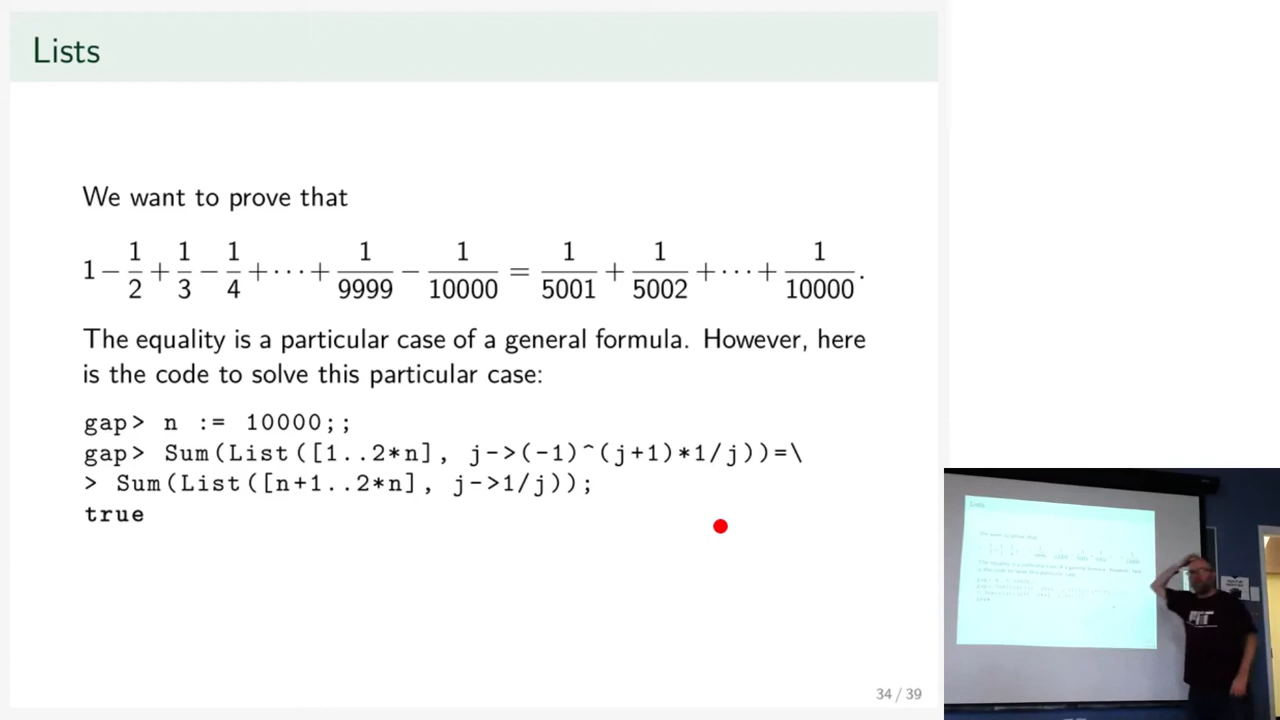 Lists
We want to prove that
1 − 1/2 + 1/3 − 1/4 + ⋯ + 1/9999 − 1/10000 = 1/5001 + 1/5002 + ⋯ + 1/10000.
The equality is a particular case of a general formula. However, here
is the code to solve this particular case:
gap> n := 10000;;
gap> Sum(List([1..2*n], j->(-1)^(j+1)*1/j))=\
> Sum(List([n+1..2*n], j->1/j));
true
34 / 39
Lists